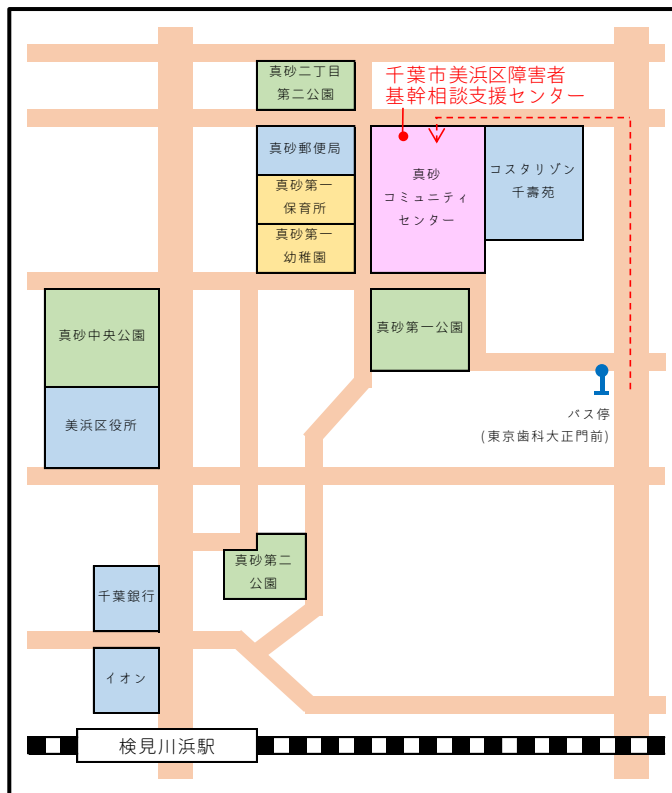 真砂二丁目
第二公園
千葉市美浜区障害者
基幹相談支援センター
真砂郵便局
真砂第一
保育所
真砂第一
幼稚園
真砂
コミュニティ
センター
コスタリゾン
千壽苑
真砂中央公園
美浜区役所
真砂第一公園
バス停
(東京歯科大正門前)
真砂第二
公園
千葉銀行
イオン
検見川浜駅